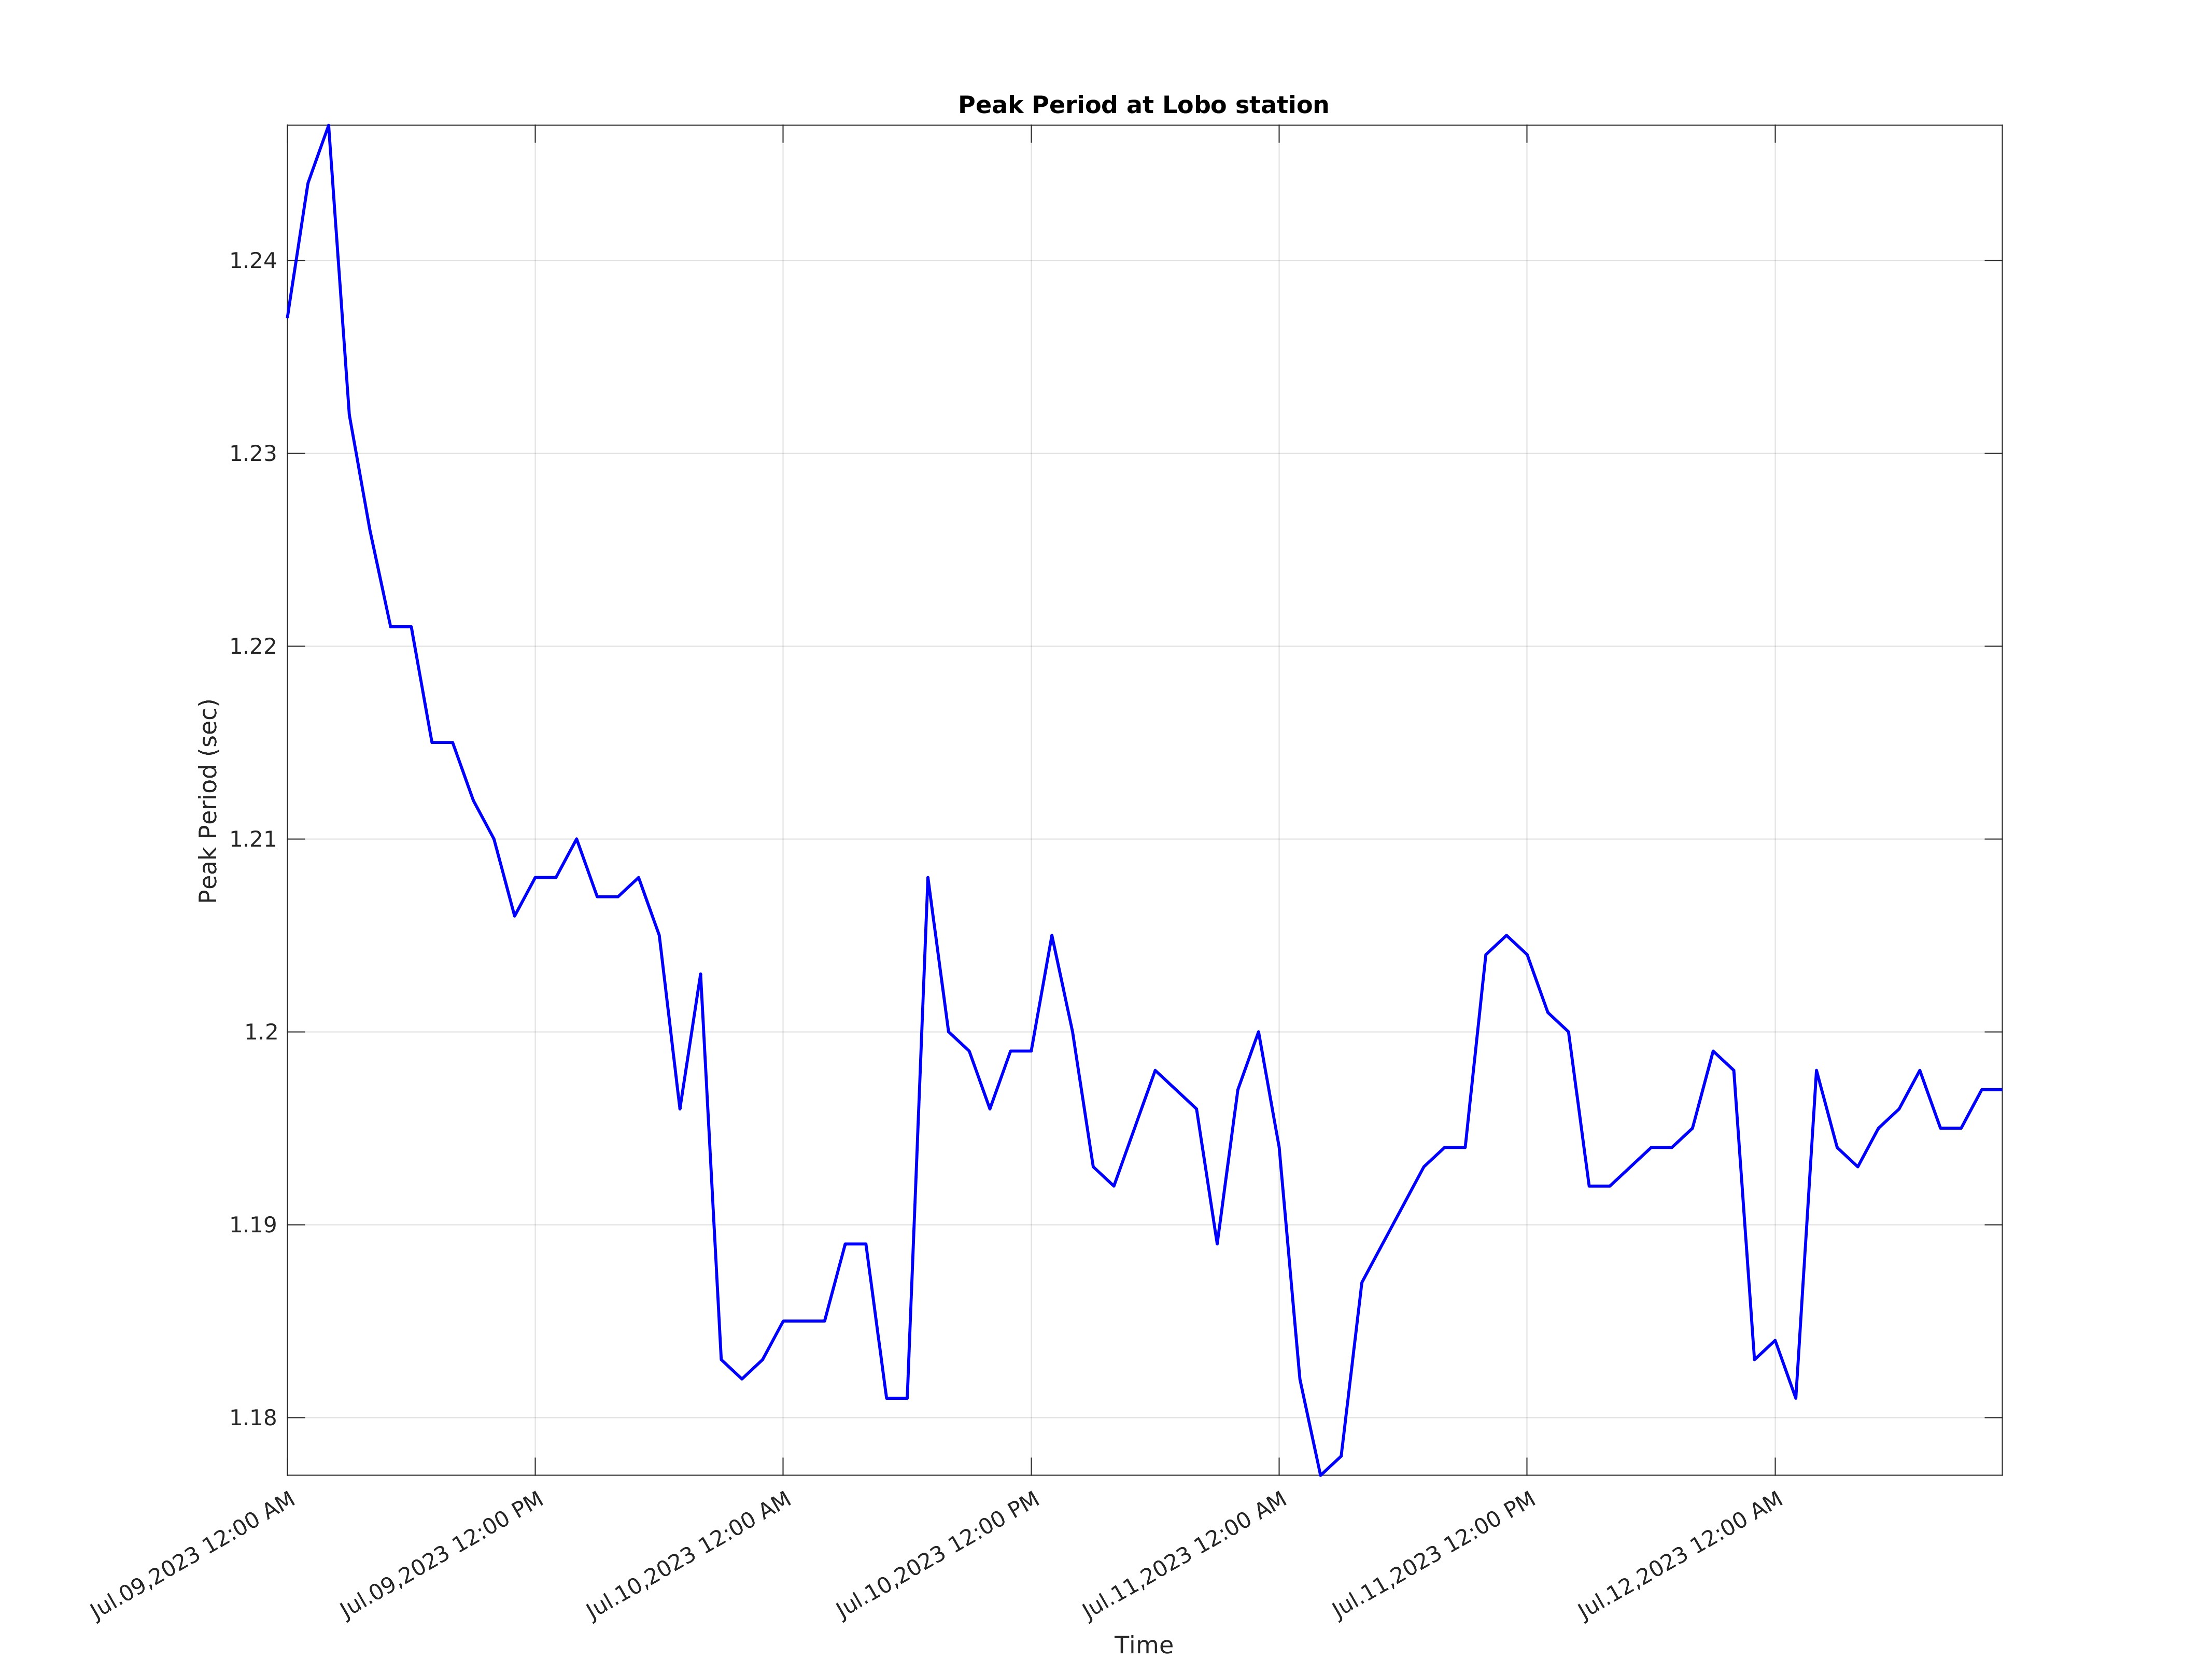 Peak Period at Lobo station
Peak Period (sec)
1.24
1.23
1.22
1.21
1.2
1.19
1.18
Jul.09,2023 12:00 AM
Jul.09,2023 12:00 PM
Jul.10,2023 12:00 AM
Jul.10,2023 12:00 PM
Jul.11,2023 12:00 AM
Jul.11,2023 12:00 PM
Jul.12,2023 12:00 AM
Time